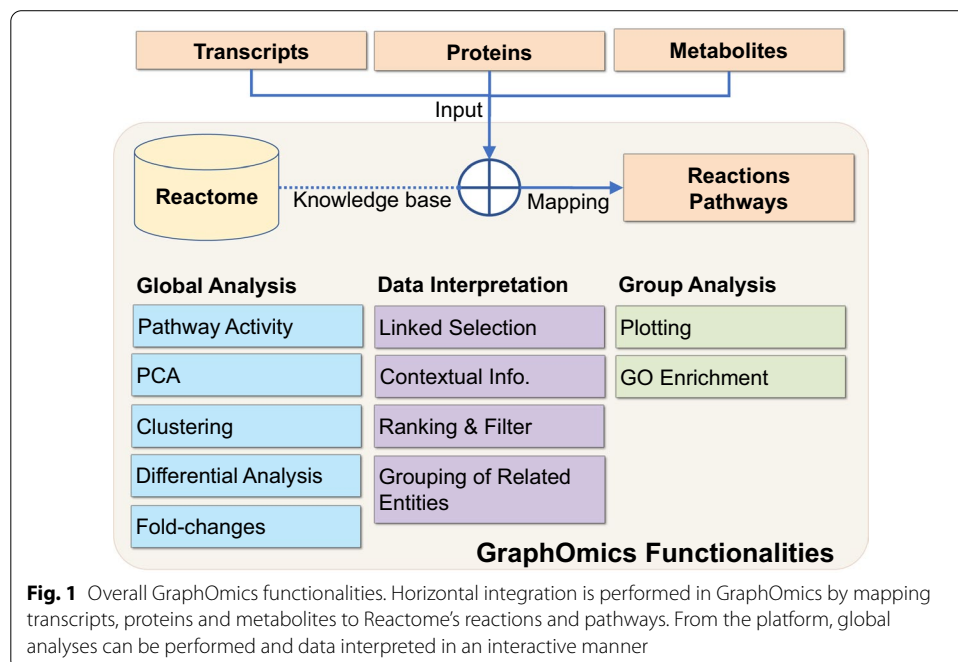 Transcripts
Proteins
Metabolites
Input
Reactome
Knowledge base
Mapping
Reactions
Pathways
Global Analysis
Pathway Activity
PCA
Clustering
Differential Analysis
Fold-changes
Data Interpretation
Linked Selection
Contextual Info.
Ranking & Filter
Grouping of Related
Entities
Group Analysis
Plotting
GO Enrichment
GraphOmics Functionalities
Fig. 1 Overall GraphOmics functionalities. Horizontal integration is performed in GraphOmics by mapping
transcripts, proteins and metabolites to Reactome's reactions and pathways. From the platform, global
analyses can be performed and data interpreted in an interactive manner